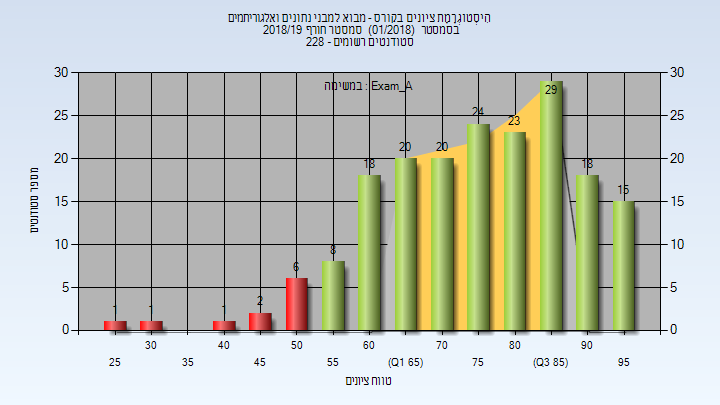 היסְטוגְרָמַת ציונים בקורס - מבוא למבני נתונים ואלגוריתמים
בסמסטר (01/2018) סמסטר חורף 2018/19
סטודנטים רשומים - 228
במשימה : Exam_A
30 30
25 25
20 20
15 15
10 10
5 5
0 0
1 1 1 2 6 8 18 20 20 24 23 29 18 15
מספר סטודנטים
30 40 50 60 70 80 90
25 35 45 55 (Q1 65) 75 (Q3 85) 95
טווח ציונים